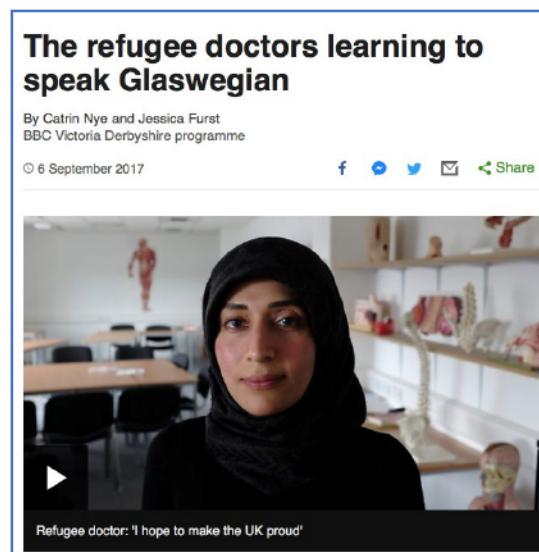 The refugee doctors learning to
speak Glaswegian
By Catrin Nye and Jessica Furst
BBC Victoria Derbyshire programme
6 September 2017
Share
Refugee doctor: 'I hope to make the UK proud'